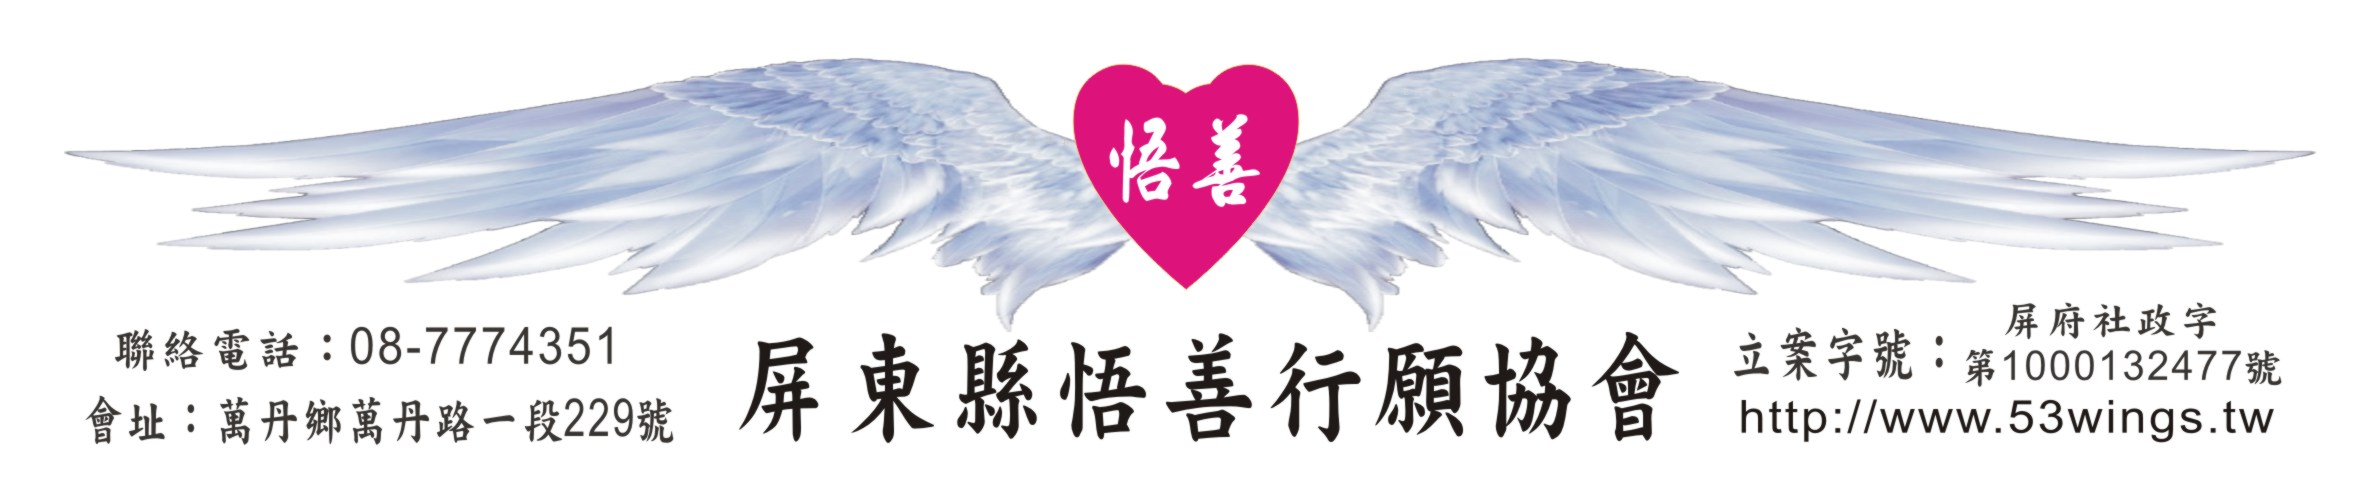 悟善
聯絡電話：08-7774351
會址：萬丹鄉萬丹路一段229號
屏東縣悟善行願協會
立案字號：屏府社政字
第1000132477號
http://www.53wings.tw